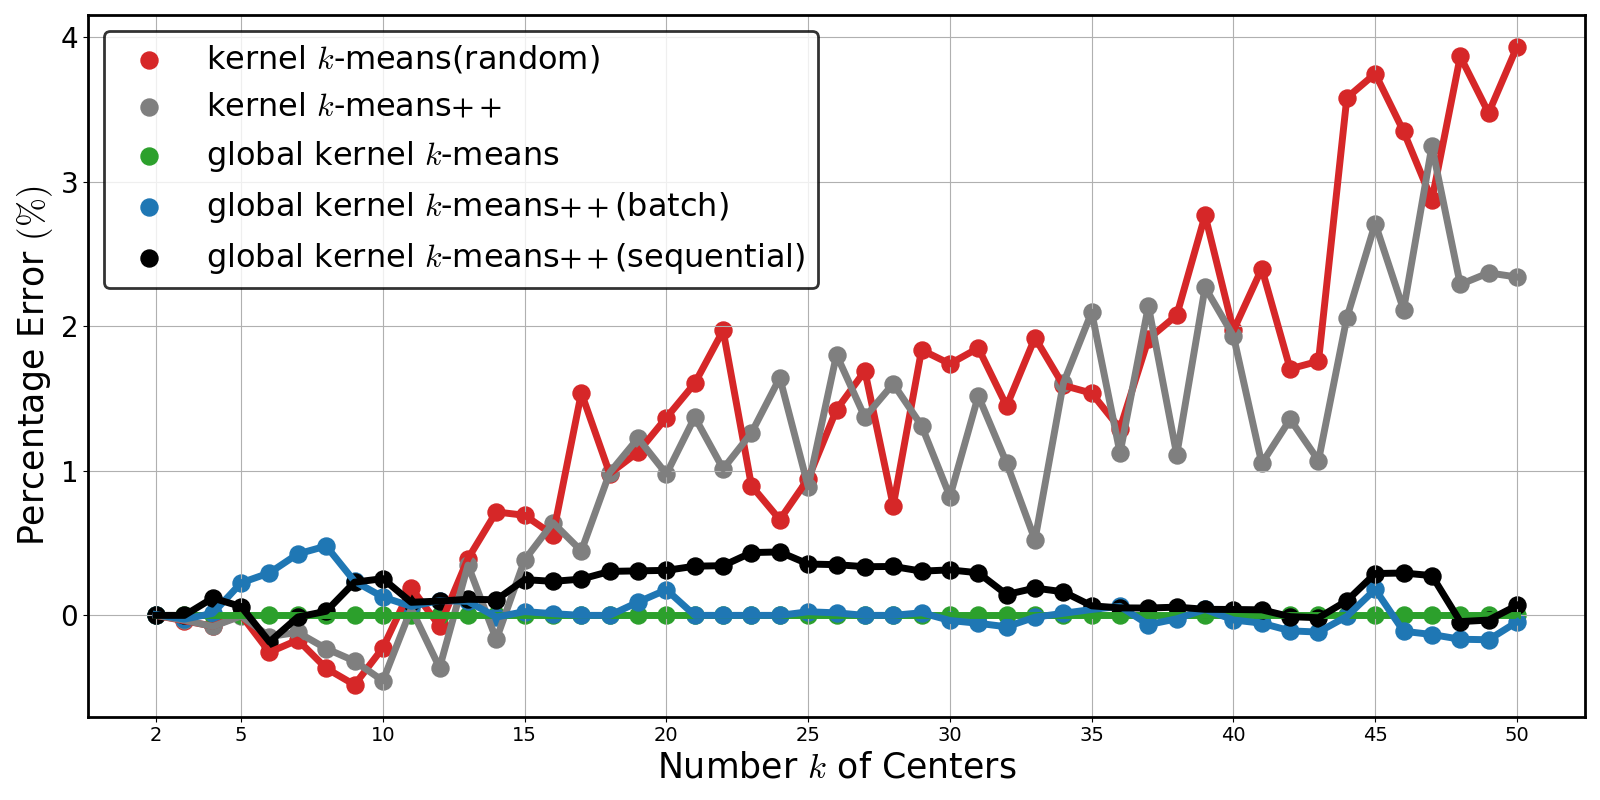 4
3
2
1
0
Percentage Error (%)
kernel k-means(random)
kernel k-means++
global kernel k-means
global kernel k-means++(batch)
global kernel k-means++(sequential)
2 5 10 15 20 25 30 35 40 45 50
Number k of Centers